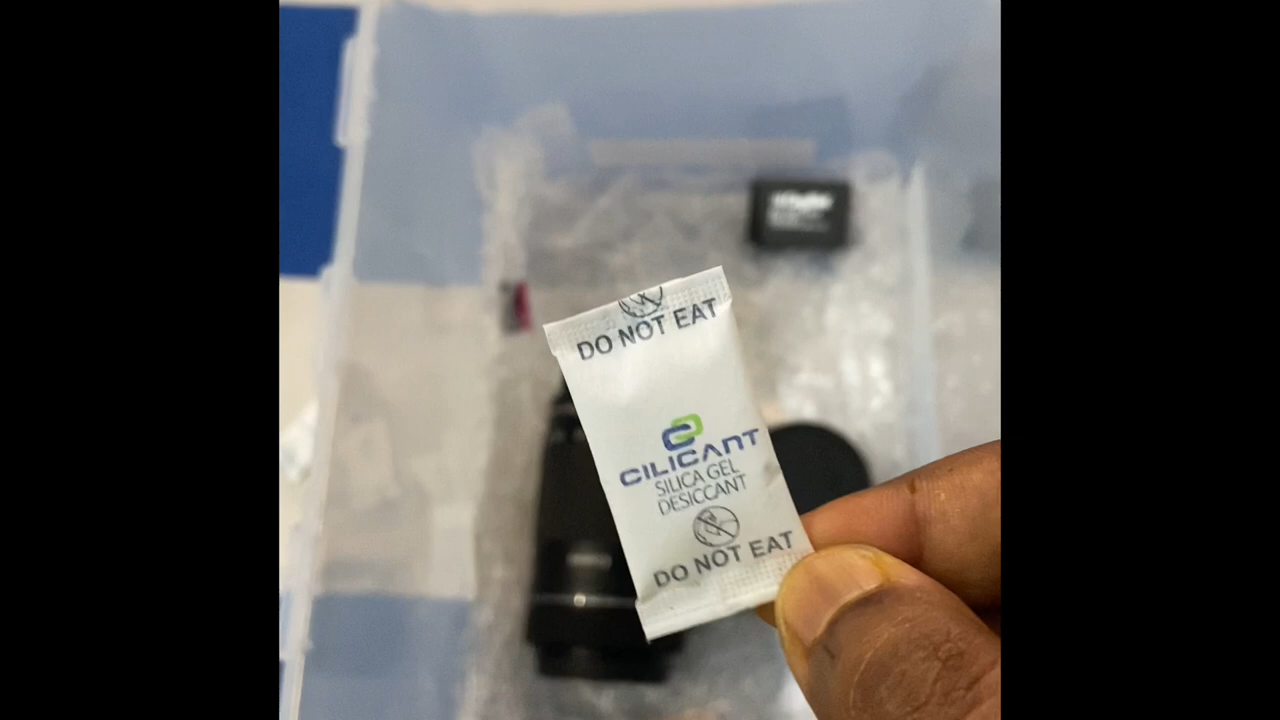 DO NOT EAT
CILICANT
SILICA GEL
DESICCANT
DO NOT EAT